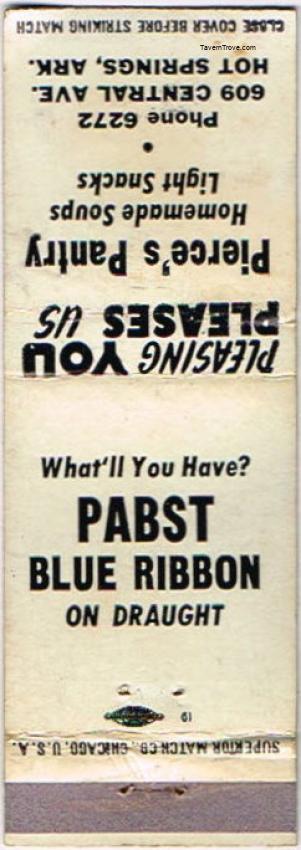 TavernTrove.com
CLOSE COVER BEFORE STRIKING MATCH
PLEASING YOU
PLEASES US
Pierce's Pantry
Homemade Soups
Light Snacks
•
Phone 6272
609 CENTRAL AVE.
HOT SPRINGS, ARK.
What'll You Have?
PABST
BLUE RIBBON
ON DRAUGHT
19
SUPERIOR MATCH CO., CHICAGO, U.S.A.